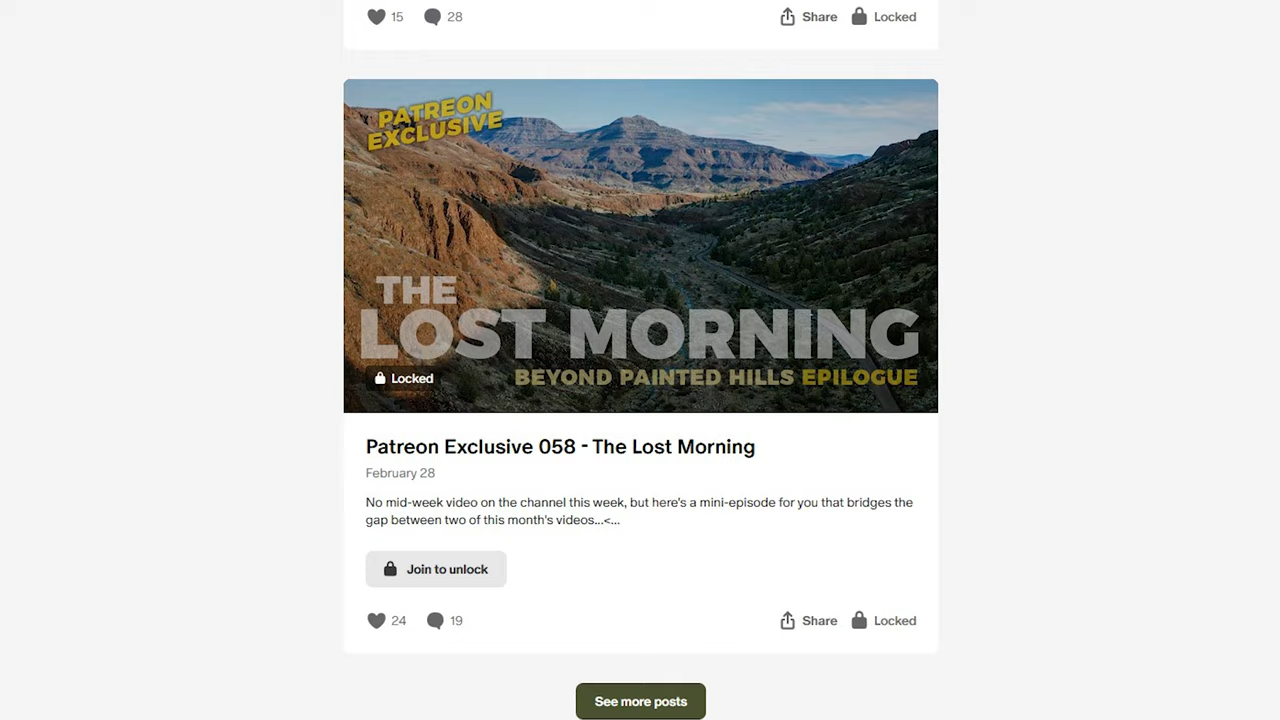 15 28 Share Locked
PATREON
EXCLUSIVE
THE
LOST MORNING
BEYOND PAINTED HILLS EPILOGUE
Locked
Patreon Exclusive 058 - The Lost Morning
February 28
No mid-week video on the channel this week, but here's a mini-episode for you that bridges the
gap between two of this month's videos...<...
Join to unlock
24 19 Share Locked
See more posts